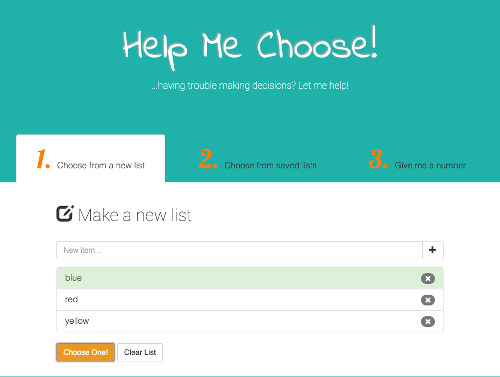 Help Me Choose!
...having trouble making decisions? Let me help!
1. Choose from a new list
2. Choose from saved lists
3. Give me a number
Make a new list
New item...
blue
red
yellow
Choose One! Clear List